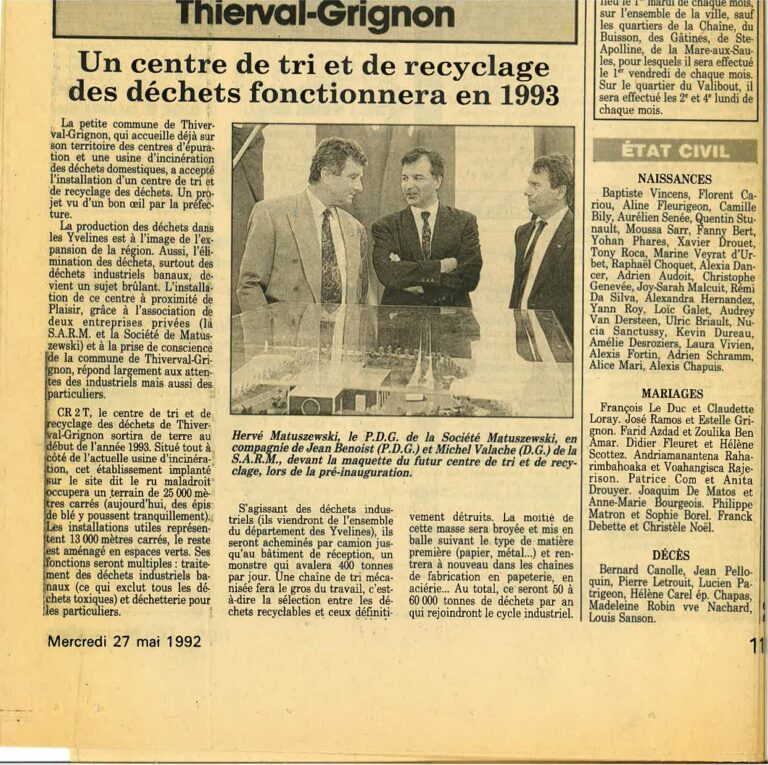 Thierval-Grignon
Un centre de tri et de recyclage
des déchets fonctionnera en 1993
La petite commune de Thiver-
val-Grignon, qui accueille déjà sur
son territoire des centres d'épura-
tion et une usine d'incinération
des déchets domestiques, a accepté
l'installation d'un centre de tri et
de recyclage des déchets. Un pro-
jet vu d'un bon œil par la préfec-
ture.
La production des déchets dans
les Yvelines est à l'image de l'ex-
pansion de la région. Aussi, l'éli-
mination des déchets, surtout des
déchets industriels banaux, de-
vient un sujet brûlant. L'installa-
tion de ce centre à proximité de
Plaisir, grâce à l'association de
deux entreprises privées (la
S.A.R.M. et la Société de Matus-
zewski) et à la prise de conscience
de la commune de Thiverval-Gri-
gnon, répond largement aux atten-
tes des industriels mais aussi des
particuliers.
CR 2 T, le centre de tri et de
recyclage des déchets de Thiver-
val-Grignon sortira de terre au
début de l'année 1993. Situé tout à
côté de l'actuelle usine d'incinéra-
tion, cet établissement implanté
sur le site dit le ru maladroit
occupera un terrain de 25 000 mè-
tres carrés (aujourd'hui, des épis
de blé y poussent tranquillement).
Les installations utiles représen-
tent 13 000 mètres carrés, le reste
est aménagé en espaces verts. Ses
fonctions seront multiples : traite-
ment des déchets industriels ba-
naux (ce qui exclut tous les dé-
chets toxiques) et déchetterie pour
les particuliers.
Hervé Matuszewski, le P.D.G. de la Société Matuszewski, en
compagnie de Jean Benoist (P.D.G.) et Michel Valache (D.G.) de la
S.A.R.M., devant la maquette du futur centre de tri et de recy-
clage, lors de la pré-inauguration.
S'agissant des déchets indus-
triels (ils viendront de l'ensemble
du département des Yvelines), ils
seront acheminés par camion jus-
qu'au bâtiment de réception, un
monstre qui avalera 400 tonnes
par jour. Une chaîne de tri méca-
nisée fera le gros du travail, c'est-
à-dire la sélection entre les dé-
chets recyclables et ceux définiti-
vement détruits. La moitié de
cette masse sera broyée et mise en
balle suivant le type de matière
première (papier, métal...) et ren-
trera à nouveau dans les chaînes
de fabrication en papeterie, en
aciérie... Au total, ce seront 50 à
60 000 tonnes de déchets par an
qui rejoindront le cycle industriel.
lieu le 1er mardi de chaque mois,
sur l'ensemble de la ville, sauf
les quartiers de la Chaîne, du
Buisson, des Gâtines, de Ste-
Apolline, de la Mare-aux-Sau-
les, pour lesquels il sera effectué
le 1er vendredi de chaque mois.
Sur le quartier du Valibout, il
sera effectué les 2e et 4e lundi de
chaque mois.
ÉTAT CIVIL
NAISSANCES
Baptiste Vincens, Florent Ca-
riou, Aline Fleurigeon, Camille
Bily, Aurélien Senée, Quentin Stu-
nault, Moussa Sarr, Fanny Bert,
Yohan Phares, Xavier Drouet,
Tony Roca, Marine Veyrat d'Ur-
bet, Raphaël Choquet, Alexia Dan-
cer, Adrien Audoit, Christophe
Genevée, Joy-Sarah Malcuit, Rémi
Da Silva, Alexandra Hernandez,
Yann Roy, Loïc Galet, Audrey
Van Dersteen, Ulric Briault, Nu-
cia Sanctussy, Kevin Dureau,
Amélie Desroziers, Laura Vivien,
Alexis Fortin, Adrien Schramm,
Alice Mari, Alexis Chapuis.
MARIAGES
François Le Duc et Claudette
Loray. José Ramos et Estelle Gri-
gnon. Farid Azdad et Zoulika Ben
Amar. Didier Fleuret et Hélène
Scottez. Andriamanantena Raha-
rimbahoaka et Voahangisca Raje-
rison. Patrice Com et Anita
Drouyer. Joaquim De Matos et
Anne-Marie Bourgeois. Philippe
Matron et Sophie Borel. Franck
Debette et Christèle Noël.
DÉCÈS
Bernard Canolle, Jean Pello-
quin, Pierre Letrouit, Lucien Pa-
trigeon, Hélène Carel ép. Chapas,
Madeleine Robin vve Nachard,
Louis Sanson.
Mercredi 27 mai 1992
11